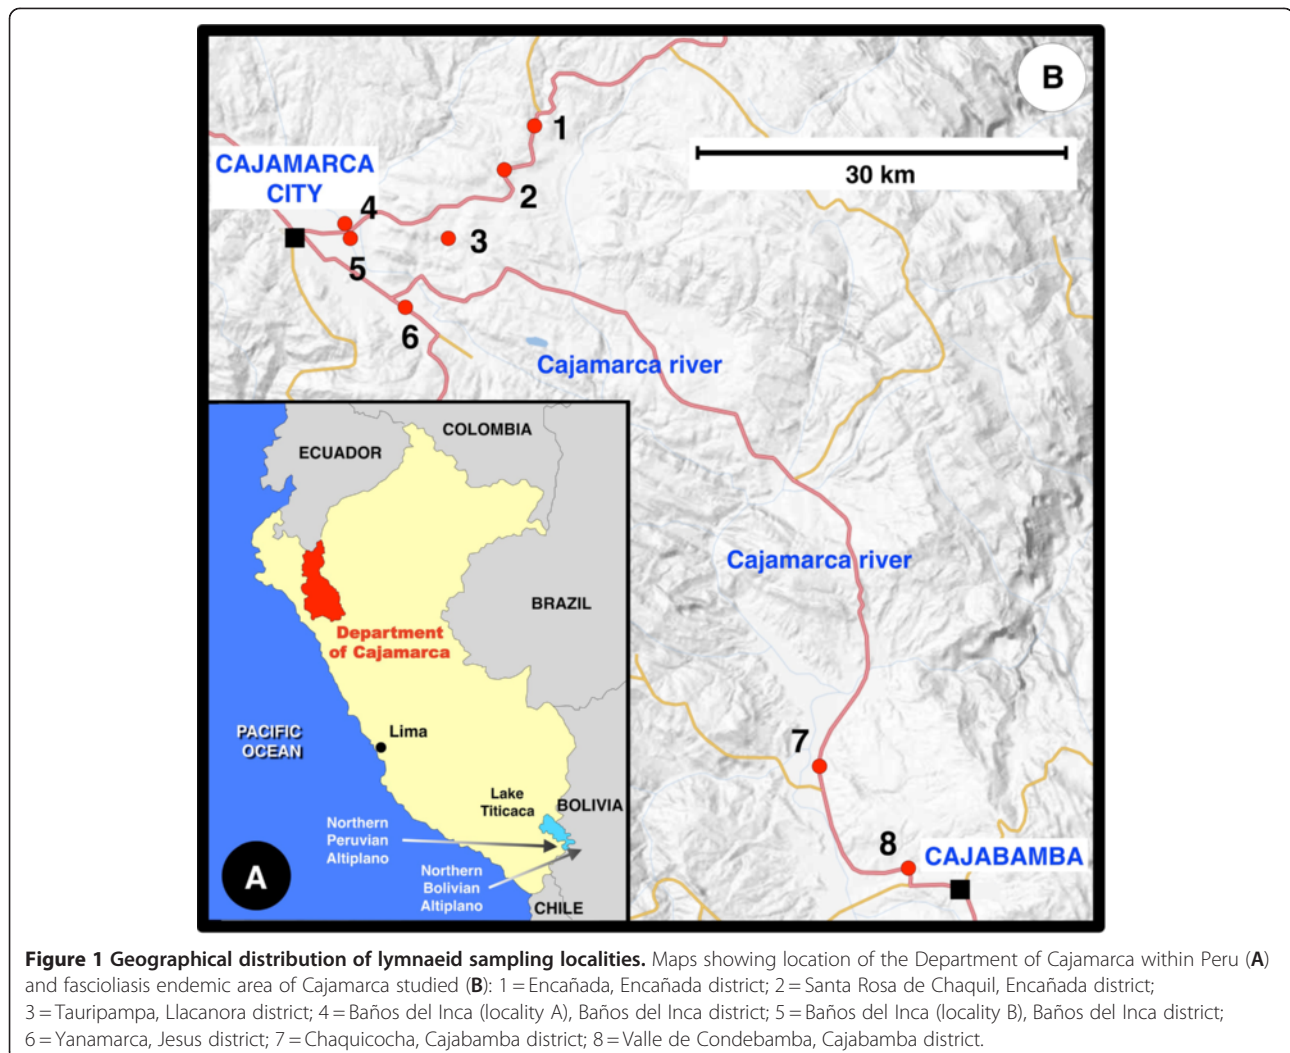 B
1
30 km
CAJAMARCA
CITY
2
4
3
5
6
Cajamarca river
COLOMBIA
ECUADOR
Cajamarca river
BRAZIL
Department
of Cajamarca
PACIFIC
OCEAN
Lima
7
Lake
Titicaca
BOLIVIA
Northern
Peruvian
Altiplano
8
CAJABAMBA
A
Northern
Bolivian
Altiplano
CHILE
Figure 1 Geographical distribution of lymnaeid sampling localities. Maps showing location of the Department of Cajamarca within Peru (A)
and fascioliasis endemic area of Cajamarca studied (B): 1 = Encañada, Encañada district; 2 = Santa Rosa de Chaquil, Encañada district;
3 = Tauripampa, Llacanora district; 4 = Baños del Inca (locality A), Baños del Inca district; 5 = Baños del Inca (locality B), Baños del Inca district;
6 = Yanamarca, Jesus district; 7 = Chaquicocha, Cajabamba district; 8 = Valle de Condebamba, Cajabamba district.